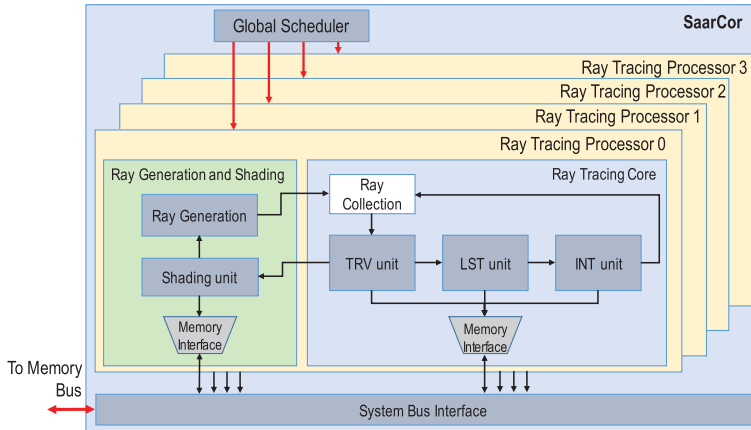 SaarCor
Global Scheduler
Ray Tracing Processor 3
Ray Tracing Processor 2
Ray Tracing Processor 1
Ray Tracing Processor 0
Ray Generation and Shading
Ray Tracing Core
Ray
Collection
Ray Generation
Shading unit
TRV unit
LST unit
INT unit
Memory
Interface
Memory
Interface
To Memory
Bus
System Bus Interface